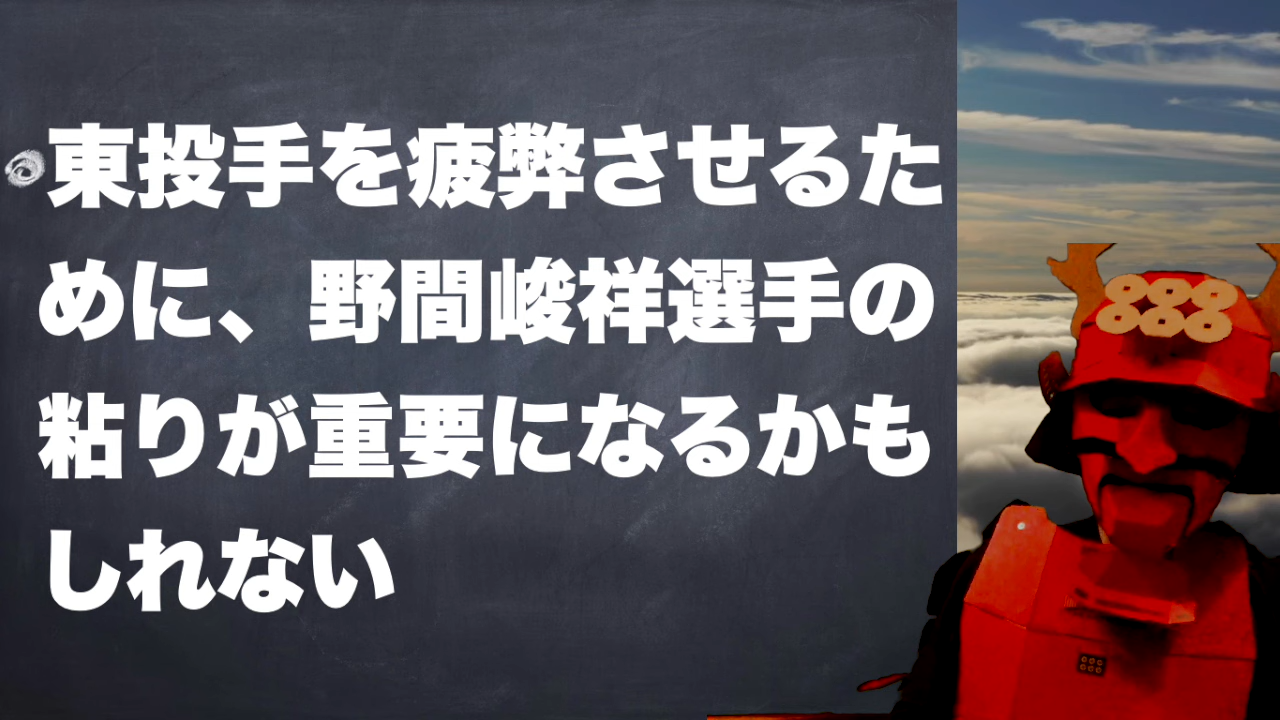 東投手を疲弊させるた
めに、野間峻祥選手の
粘りが重要になるかも
しれない